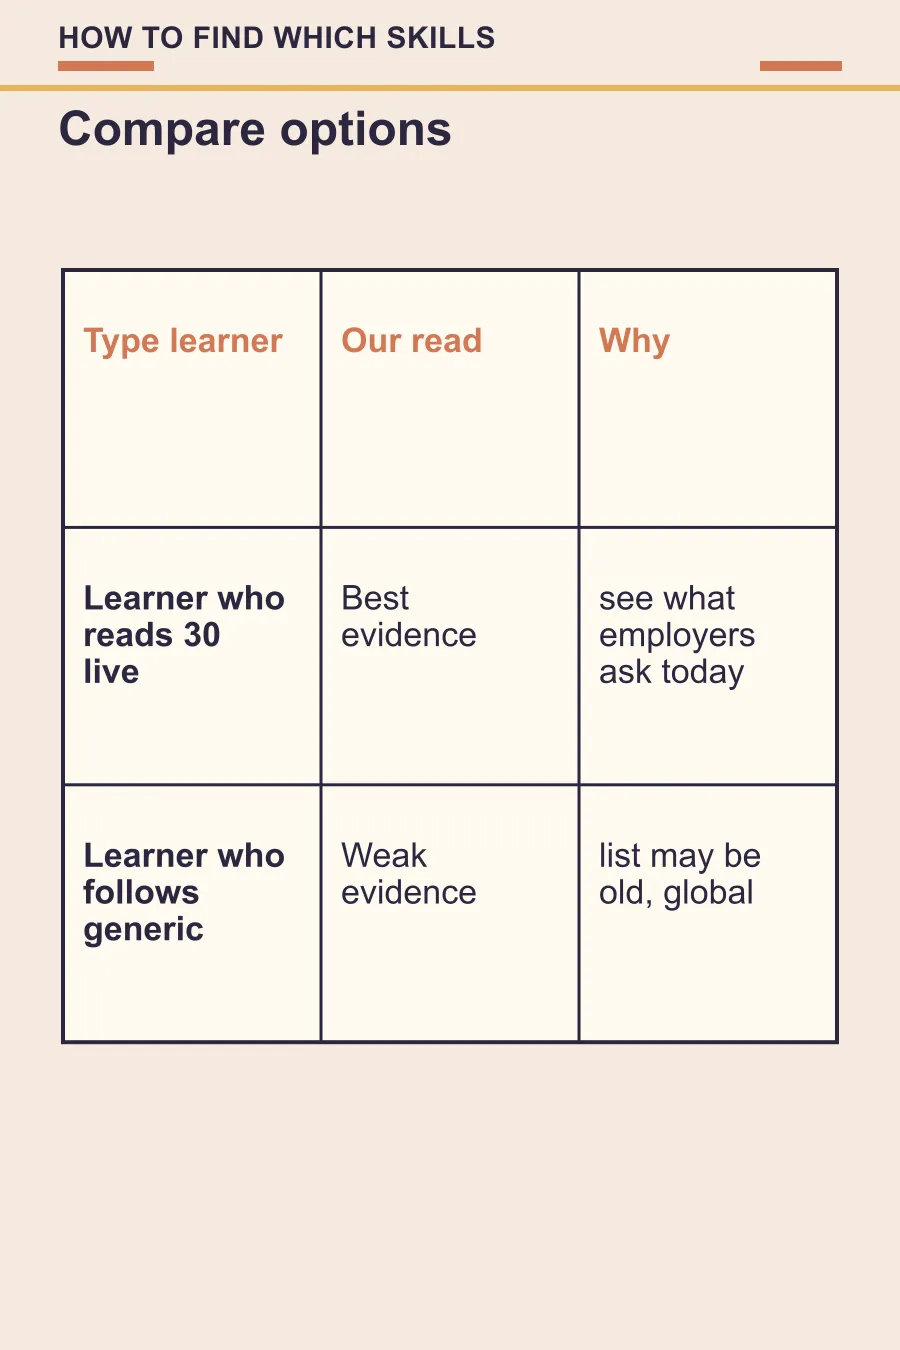 HOW TO FIND WHICH SKILLS
Compare options
Type learner
Our read
Why
Learner who
reads 30
live
Best
evidence
see what
employers
ask today
Learner who
follows
generic
Weak
evidence
list may be
old, global